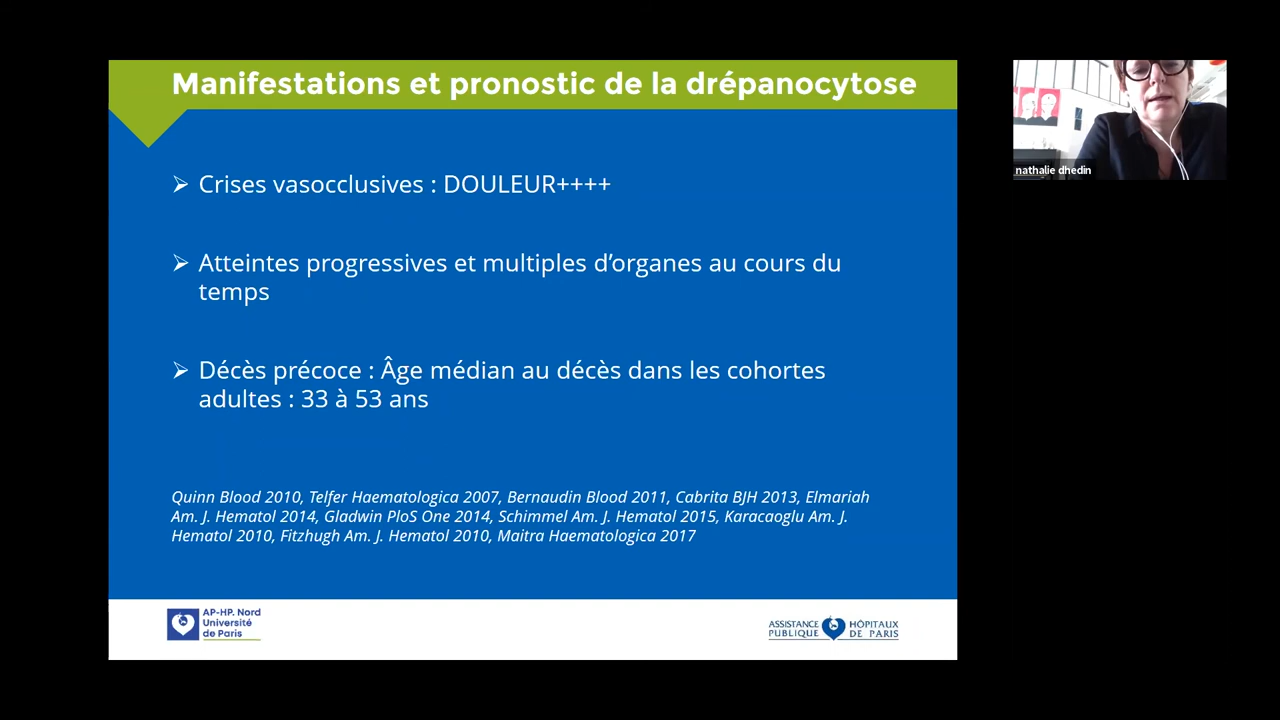 Manifestations et pronostic de la drépanocytose
➢ Crises vasocclusives : DOULEUR++++
➢ Atteintes progressives et multiples d’organes au cours du
temps
➢ Décès précoce : Âge médian au décès dans les cohortes
adultes : 33 à 53 ans
Quinn Blood 2010, Telfer Haematologica 2007, Bernaudin Blood 2011, Cabrita BJH 2013, Elmariah
Am. J. Hematol 2014, Gladwin PloS One 2014, Schimmel Am. J. Hematol 2015, Karacaoglu Am. J.
Hematol 2010, Fitzhugh Am. J. Hematol 2010, Maitra Haematologica 2017
AP-HP. Nord
Université
de Paris
ASSISTANCE HÔPITAUX
PUBLIQUE DE PARIS
nathalie dhedin